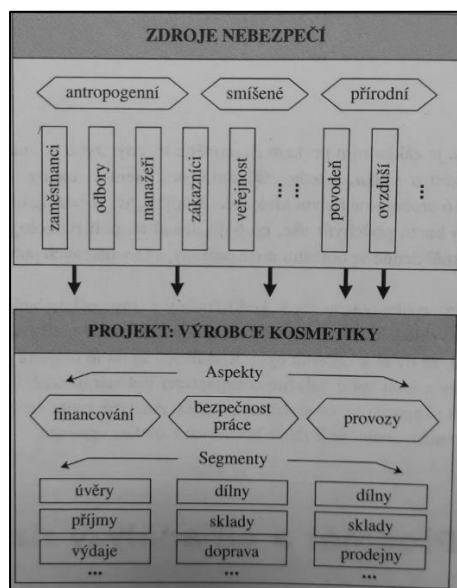 ZDROJE NEBEZPEČÍ
antropogenní smíšené přírodní
zaměstnanci
odbory
manažeři
zákazníci
veřejnost
... ...
povodeň
ovzduší
...
PROJEKT: VÝROBCE KOSMETIKY
Aspekty
financování bezpečnost práce provozy
Segmenty
úvěry dílny dílny
příjmy sklady sklady
výdaje doprava prodejny
... ... ...